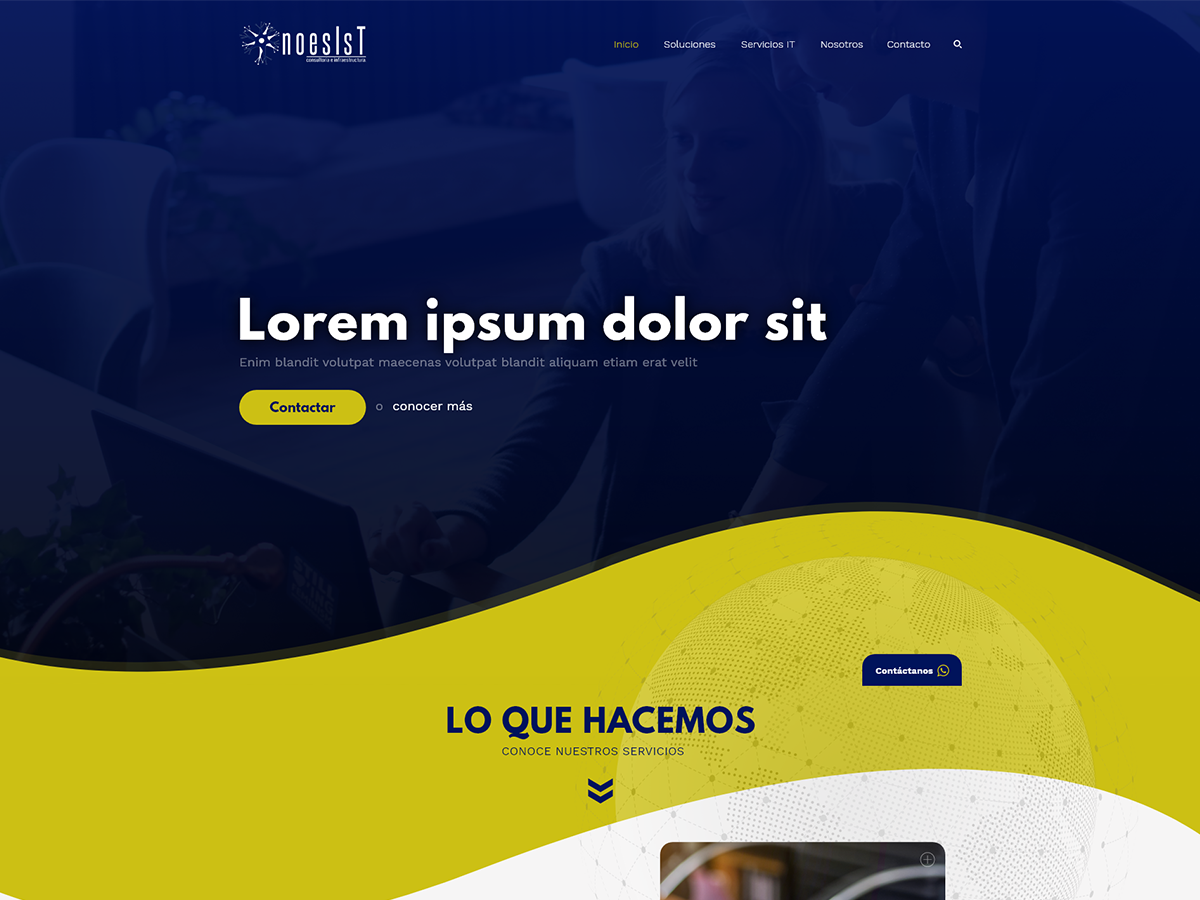 noesIsT
consultoría e infraestructura
Inicio Soluciones Servicios IT Nosotros Contacto
Lorem ipsum dolor sit
Enim blandit volutpat maecenas volutpat blandit aliquam etiam erat velit
Contactar o conocer más
Contáctanos
LO QUE HACEMOS
CONOCE NUESTROS SERVICIOS